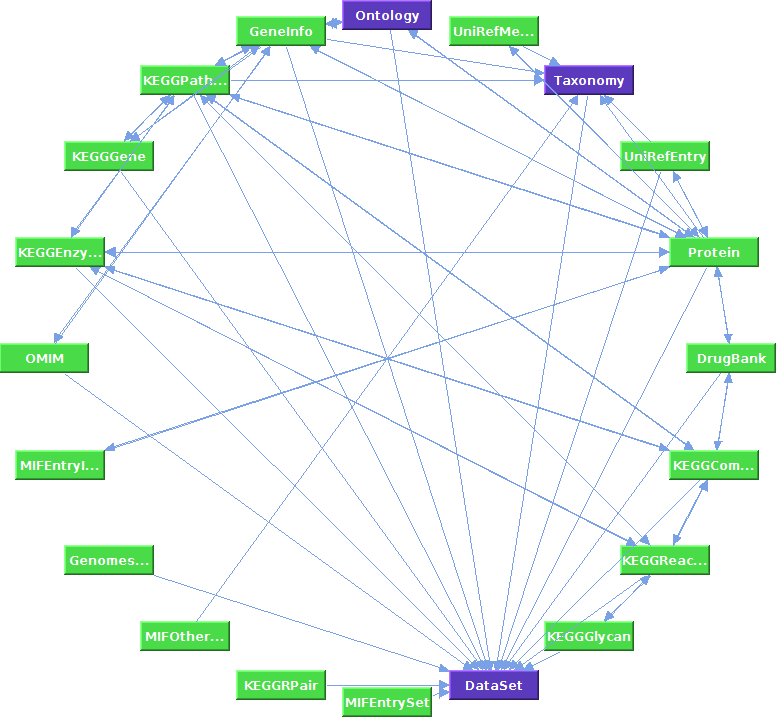 Ontology
GeneInfo
UniRefMe...
KEGGPath...
Taxonomy
KEGGGene
UniRefEntry
KEGGEnzy...
Protein
OMIM
DrugBank
MIFEntryI...
KEGGCom...
Genomes...
KEGGReac...
MIFOther...
KEGGGlycan
KEGGRPair
DataSet
MIFEntrySet